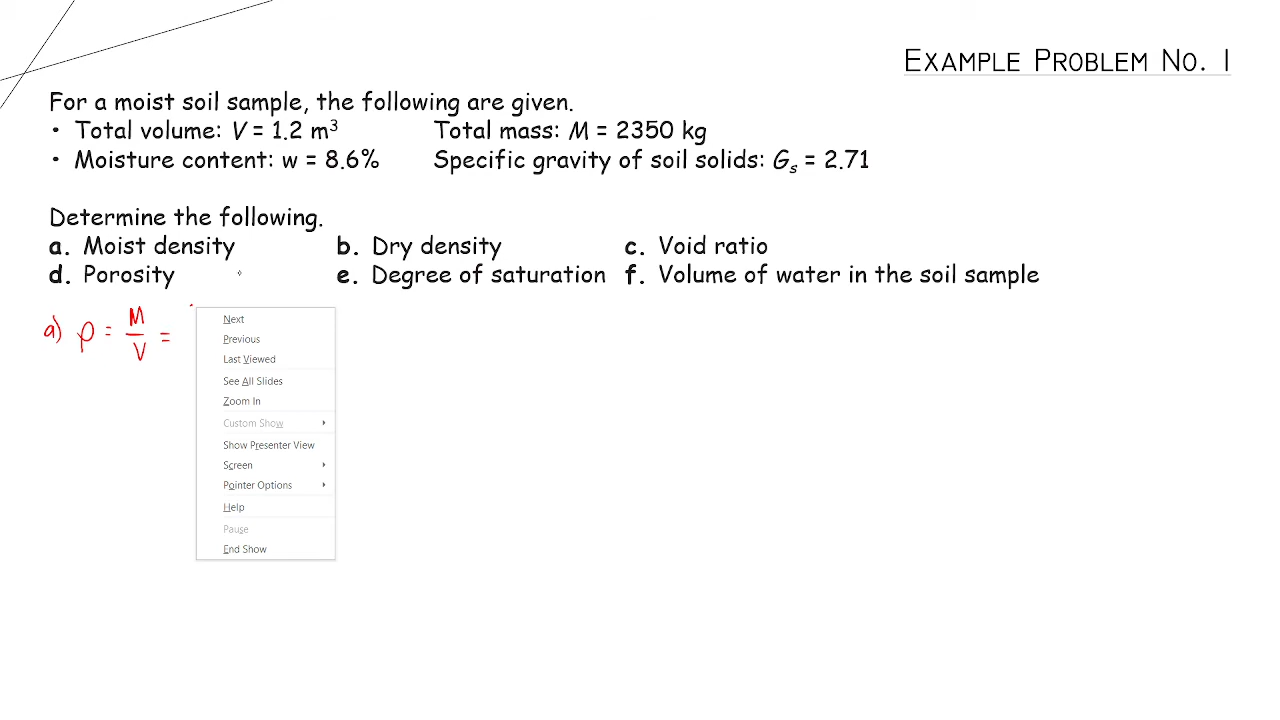 EXAMPLE PROBLEM NO. 1
For a moist soil sample, the following are given.
• Total volume: V = 1.2 m³ Total mass: M = 2350 kg
• Moisture content: w = 8.6% Specific gravity of soil solids: Gₛ = 2.71
Determine the following.
a. Moist density b. Dry density c. Void ratio
d. Porosity e. Degree of saturation f. Volume of water in the soil sample
a) ρ = M/V =
Next
Previous
Last Viewed
See All Slides
Zoom In
Custom Show
Show Presenter View
Screen
Pointer Options
Help
Pause
End Show